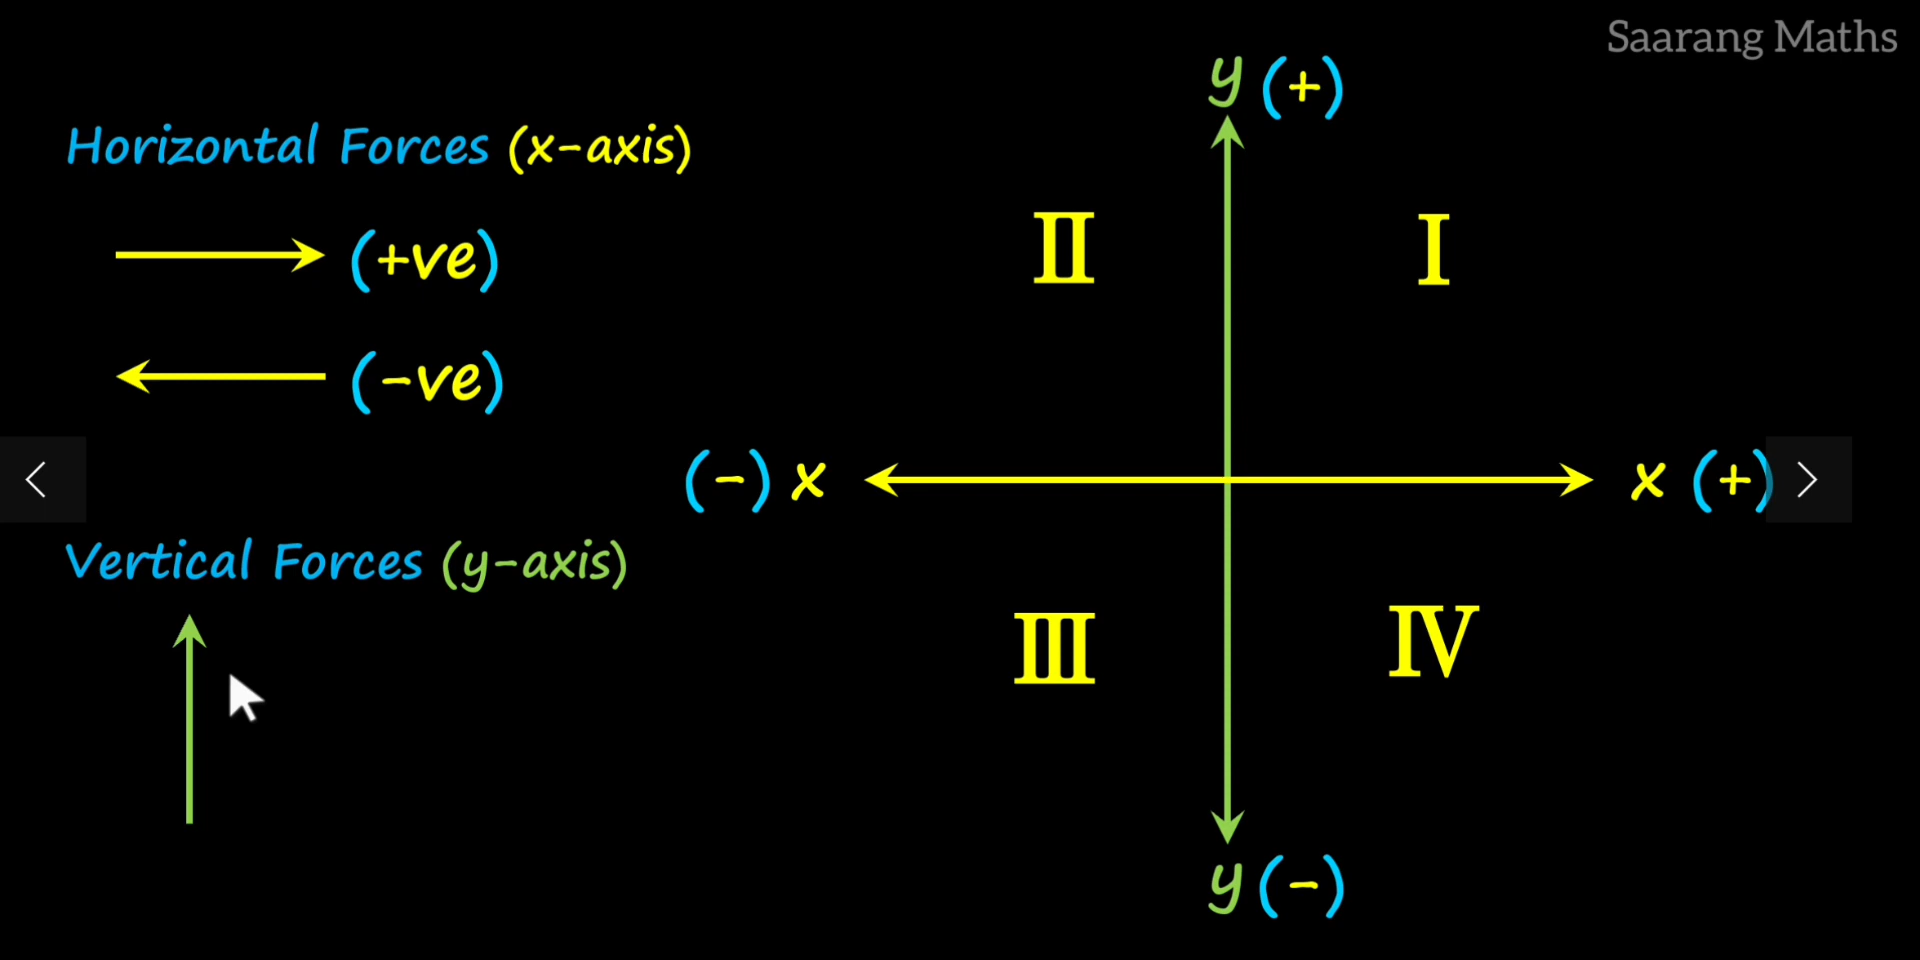 Saarang Maths
Horizontal Forces (x-axis)
(+ve)
(-ve)
Vertical Forces (y-axis)
y (+)
II
I
(-) x
x (+)
III
IV
y (-)